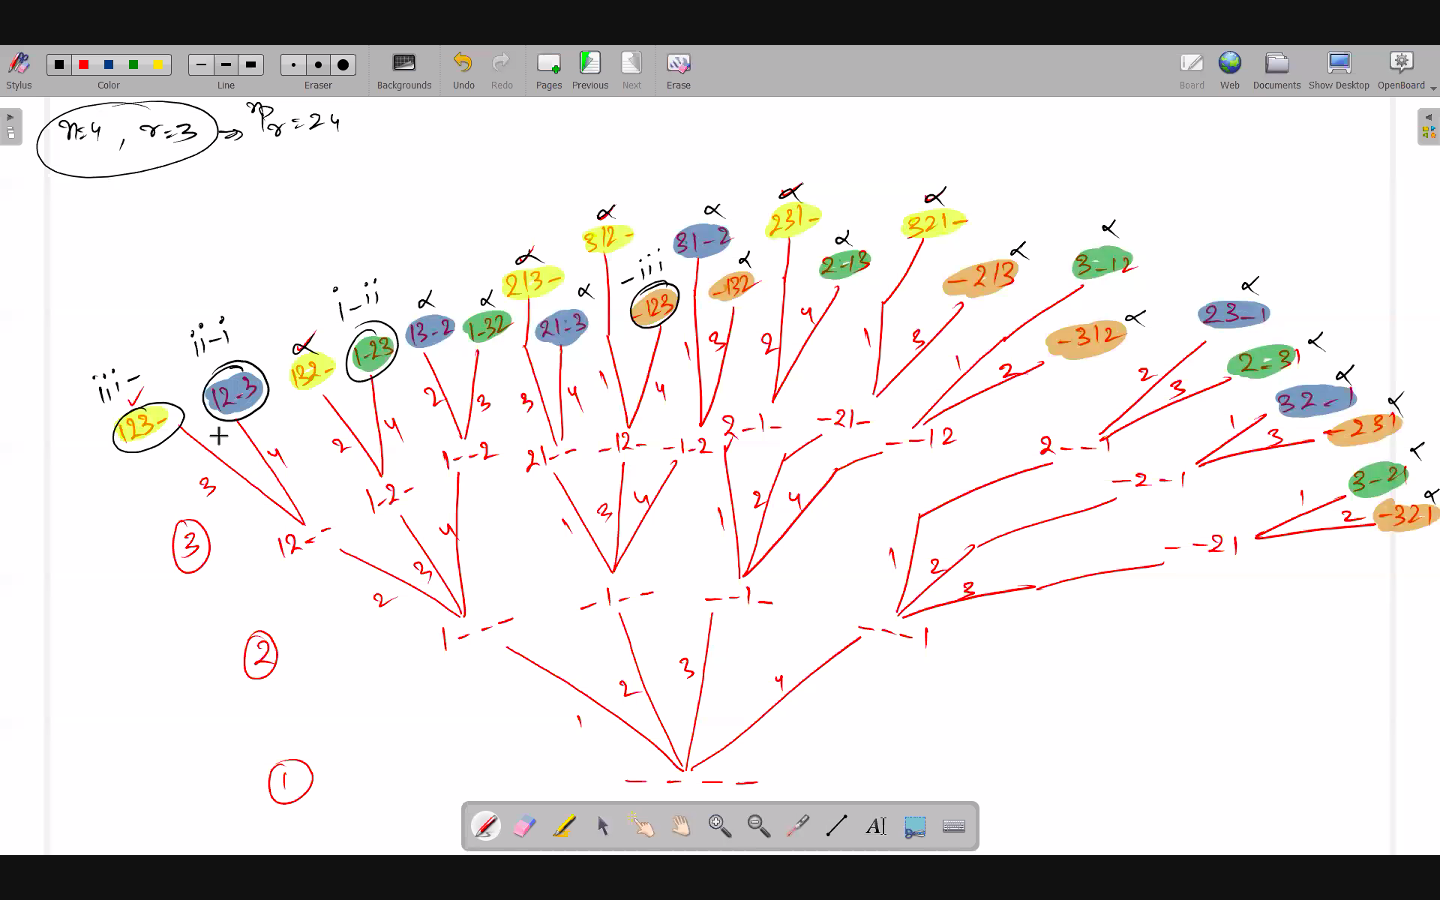 Stylus Color Line Eraser Backgrounds Undo Redo Pages Previous Next Erase Board Web Documents Show Desktop OpenBoard
n=4 , r=3 → nPr = 24
α α
α α α α α
312- 31-2 231- 321- 3-12
-iii α α α
213- -123 -132 2-13 -213
i-ii α α α α α α
13-2 1-32 21-3 -312 23-1
ii-i α
132- 1-23 2-31
iii- α α
123- 12-3 32-1 -231
1--2 21-- -12- -1-2 2-1- -21- --12 2--1
3 4 2 4 2 3 3 4 1 4 1 3 2 4 1 3 1 2 2 3 1 3 1 2
1-2- -2-1 3-21 -321
③ 12-- --21
2 3 4 1 3 4 1 2 4 1 2 3
1--- -1-- --1- ---1
②
1 2 3 4
① - - - -